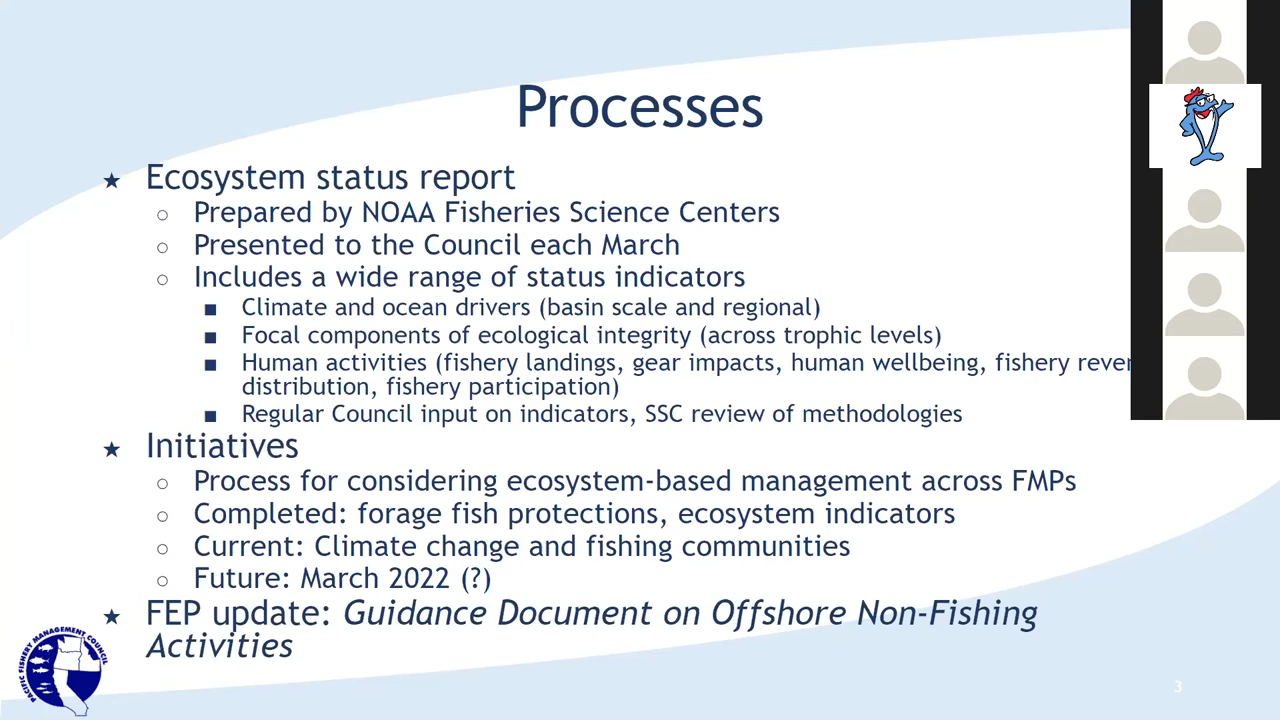 Processes
★ Ecosystem status report
○ Prepared by NOAA Fisheries Science Centers
○ Presented to the Council each March
○ Includes a wide range of status indicators
■ Climate and ocean drivers (basin scale and regional)
■ Focal components of ecological integrity (across trophic levels)
■ Human activities (fishery landings, gear impacts, human wellbeing, fishery
distribution, fishery participation)
■ Regular Council input on indicators, SSC review of methodologies
★ Initiatives
○ Process for considering ecosystem-based management across FMPs
○ Completed: forage fish protections, ecosystem indicators
○ Current: Climate change and fishing communities
○ Future: March 2022 (?)
★ FEP update: Guidance Document on Offshore Non-Fishing
Activities
PACIFIC FISHERY MANAGEMENT COUNCIL
3